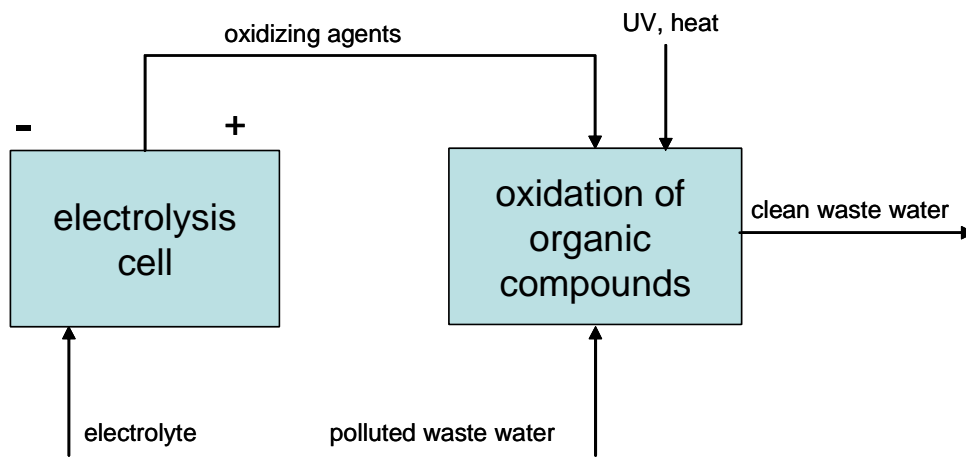 UV, heat
oxidizing agents
- +
electrolysis
cell
oxidation of
organic
compounds
clean waste water
electrolyte
polluted waste water